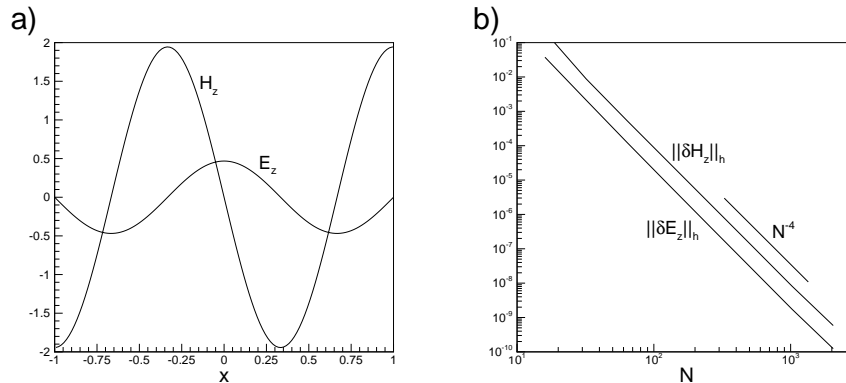 a)
2
1.5
1
0.5
0
-0.5
-1
-1.5
-2
H_z
E_z
-1 -0.75 -0.5 -0.25 0 0.25 0.5 0.75 1
x
b)
10^-1
10^-2
10^-3
10^-4
10^-5
10^-6
10^-7
10^-8
10^-9
10^-10
||δH_z||_h
||δE_z||_h
N^-4
10^1 10^2 10^3
N